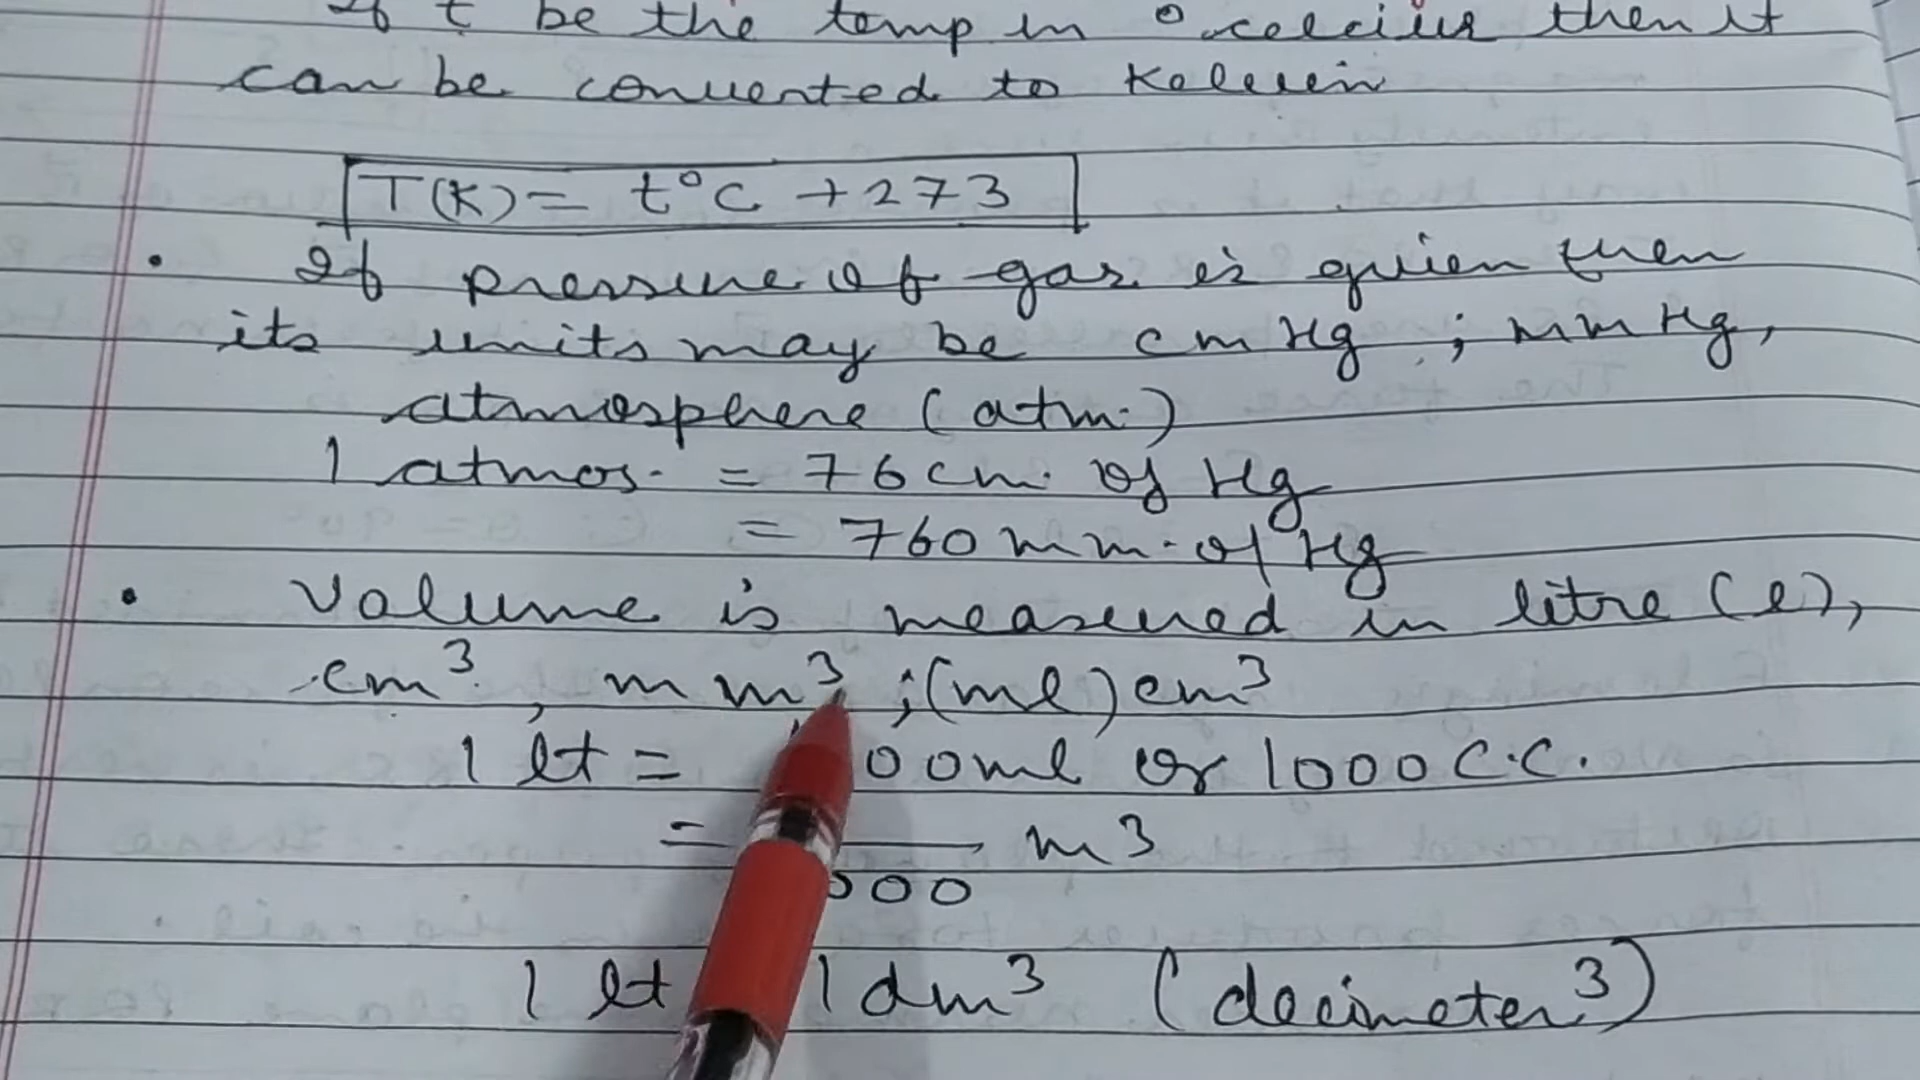 If t be the temp in ° celcius then it
can be converted to Kelvin
T(K) = t°C + 273
• If pressure of gas is given then
its units may be cm Hg ; mm Hg,
atmosphere (atm.)
1 atmos. = 76 cm. of Hg
= 760 mm. of Hg
• Volume is measured in litre (l),
cm³, mm³ ; (ml) cm³
1 lt = 00 ml or 1000 C.C.
= 000 m³
1 lt 1 dm³ (decimeter³)